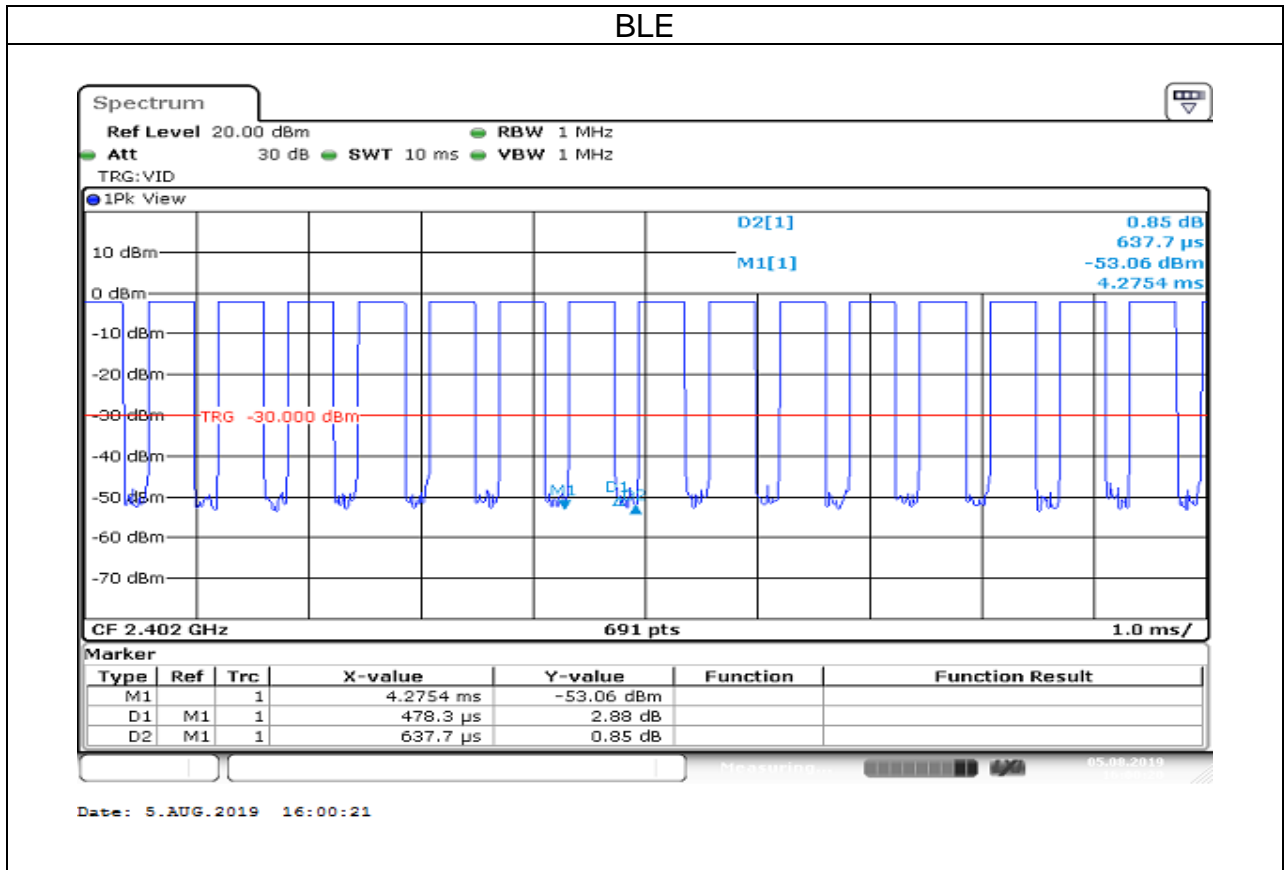 BLE
Spectrum
Ref Level 20.00 dBm RBW 1 MHz
Att 30 dB SWT 10 ms VBW 1 MHz
TRG:VID
1Pk View
D2[1] 0.85 dB
637.7 µs
10 dBm
M1[1] -53.06 dBm
4.2754 ms
0 dBm
-10 dBm
-20 dBm
-30 dBm TRG -30.000 dBm
-40 dBm
-50 dBm M1 D1
-60 dBm
-70 dBm
CF 2.402 GHz 691 pts 1.0 ms/
Marker
Type Ref Trc X-value Y-value Function Function Result
M1 1 4.2754 ms -53.06 dBm
D1 M1 1 478.3 µs 2.88 dB
D2 M1 1 637.7 µs 0.85 dB
Measuring... 05.08.2019
Date: 5.AUG.2019 16:00:21